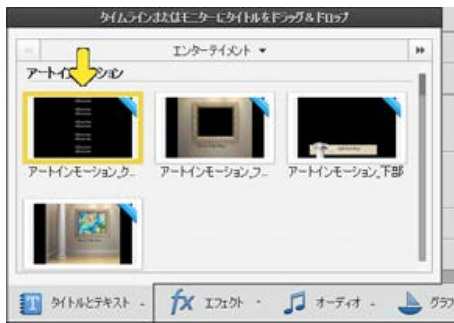 タイムラインまたはモニターにタイトルをドラッグ&ドロップ
エンターテイメント
アートインモーション
アートインモーション_ク... アートインモーション_フ... アートインモーション_下部
T タイトルとテキスト fx エフェクト オーディオ グラフ